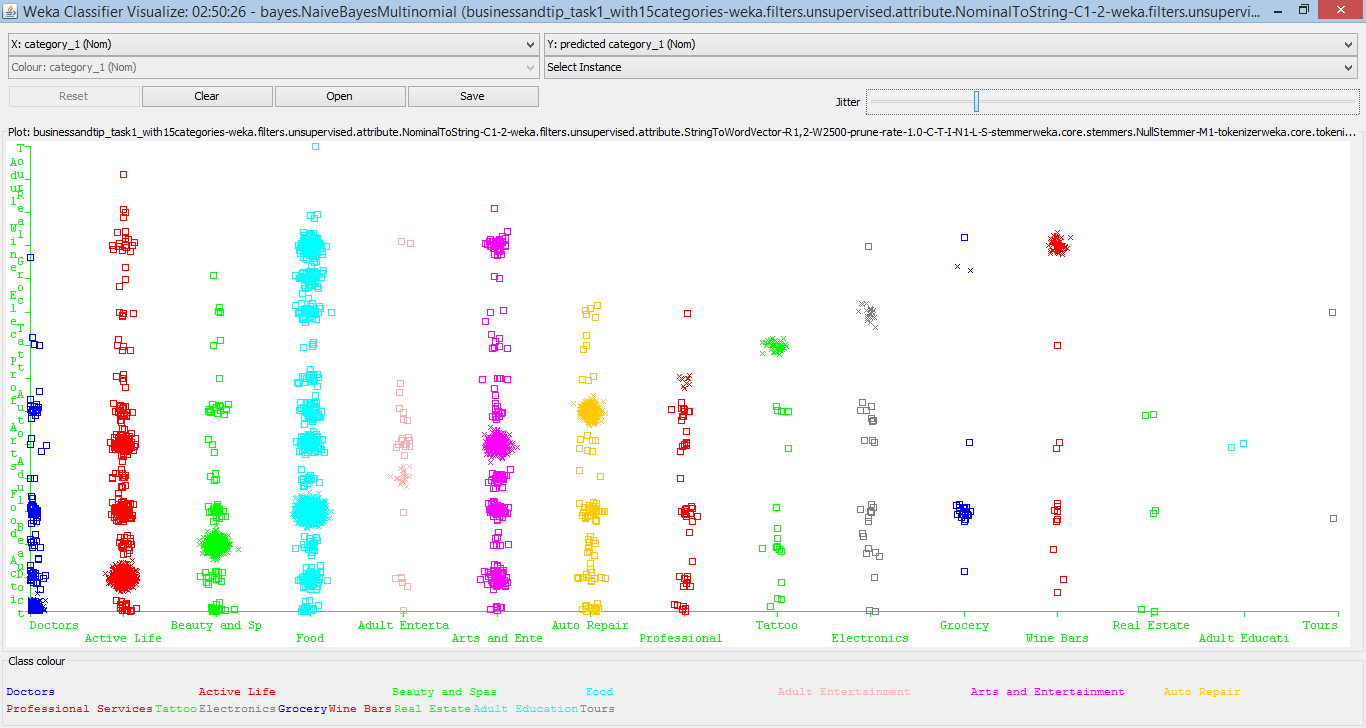 Weka Classifier Visualize: 02:50:26 - bayes.NaiveBayesMultinomial (businessandtip_task1_with15categories-weka.filters.unsupervised.attribute.NominalToString-C1-2-weka.filters.unsupervi...
X: category_1 (Nom) Y: predicted category_1 (Nom)
Colour: category_1 (Nom) Select Instance
Reset Clear Open Save Jitter
Plot: businessandtip_task1_with15categories-weka.filters.unsupervised.attribute.NominalToString-C1-2-weka.filters.unsupervised.attribute.StringToWordVector-R1,2-W2500-prune-rate-1.0-C-T-I-N1-L-S-stemmerweka.core.stemmers.NullStemmer-M1-tokenizerweka.core.tokeni...
Doctors Beauty and Sp Adult Enterta Auto Repair Tattoo Grocery Real Estate Tours
Active Life Food Arts and Ente Professional Electronics Wine Bars Adult Educati
Class colour
Doctors Active Life Beauty and Spas Food Adult Entertainment Arts and Entertainment Auto Repair
Professional Services Tattoo Electronics Grocery Wine Bars Real Estate Adult Education Tours